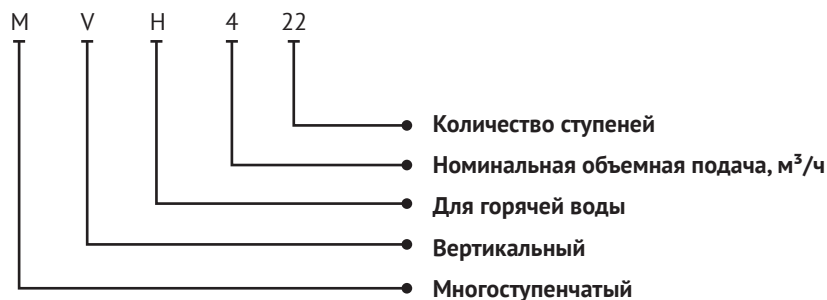 M V H 4 22
Количество ступеней
Номинальная объемная подача, м³/ч
Для горячей воды
Вертикальный
Многоступенчатый